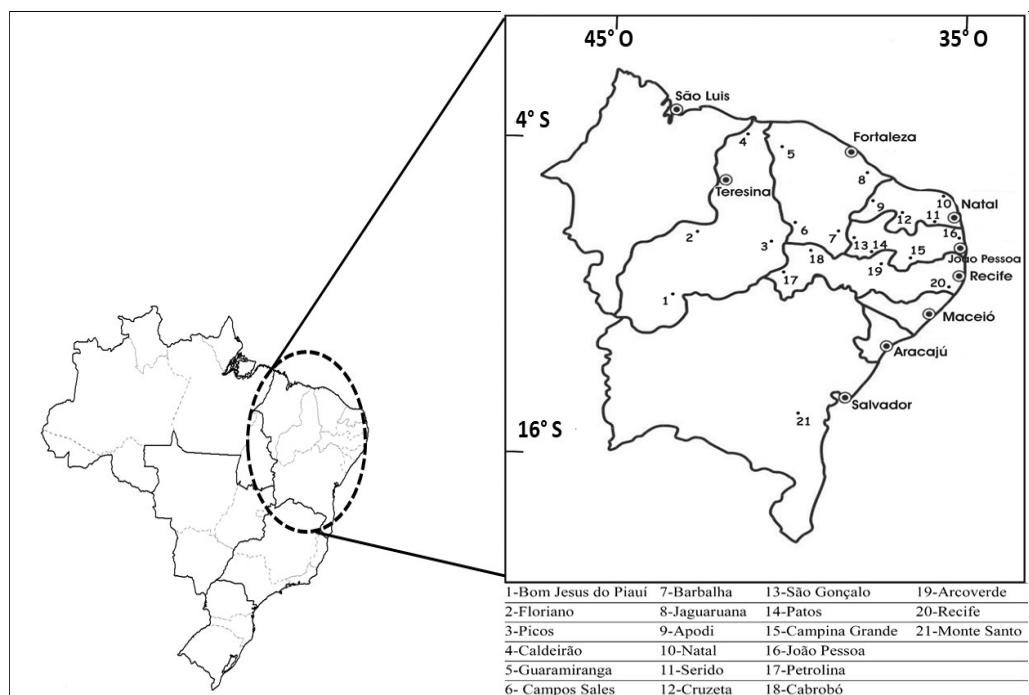 45° O 35° O
São Luis
4° S
4
5
Fortaleza
Teresina
8
10
9
Natal
12 11
2
6
7
16
3
13 14
João Pessoa
18
15
19
Recife
17
20
1
Maceió
Aracajú
Salvador
21
16° S
1-Bom Jesus do Piauí 7-Barbalha 13-São Gonçalo 19-Arcoverde
2-Floriano 8-Jaguaruana 14-Patos 20-Recife
3-Picos 9-Apodi 15-Campina Grande 21-Monte Santo
4-Caldeirão 10-Natal 16-João Pessoa
5-Guaramiranga 11-Serido 17-Petrolina
6- Campos Sales 12-Cruzeta 18-Cabrobó